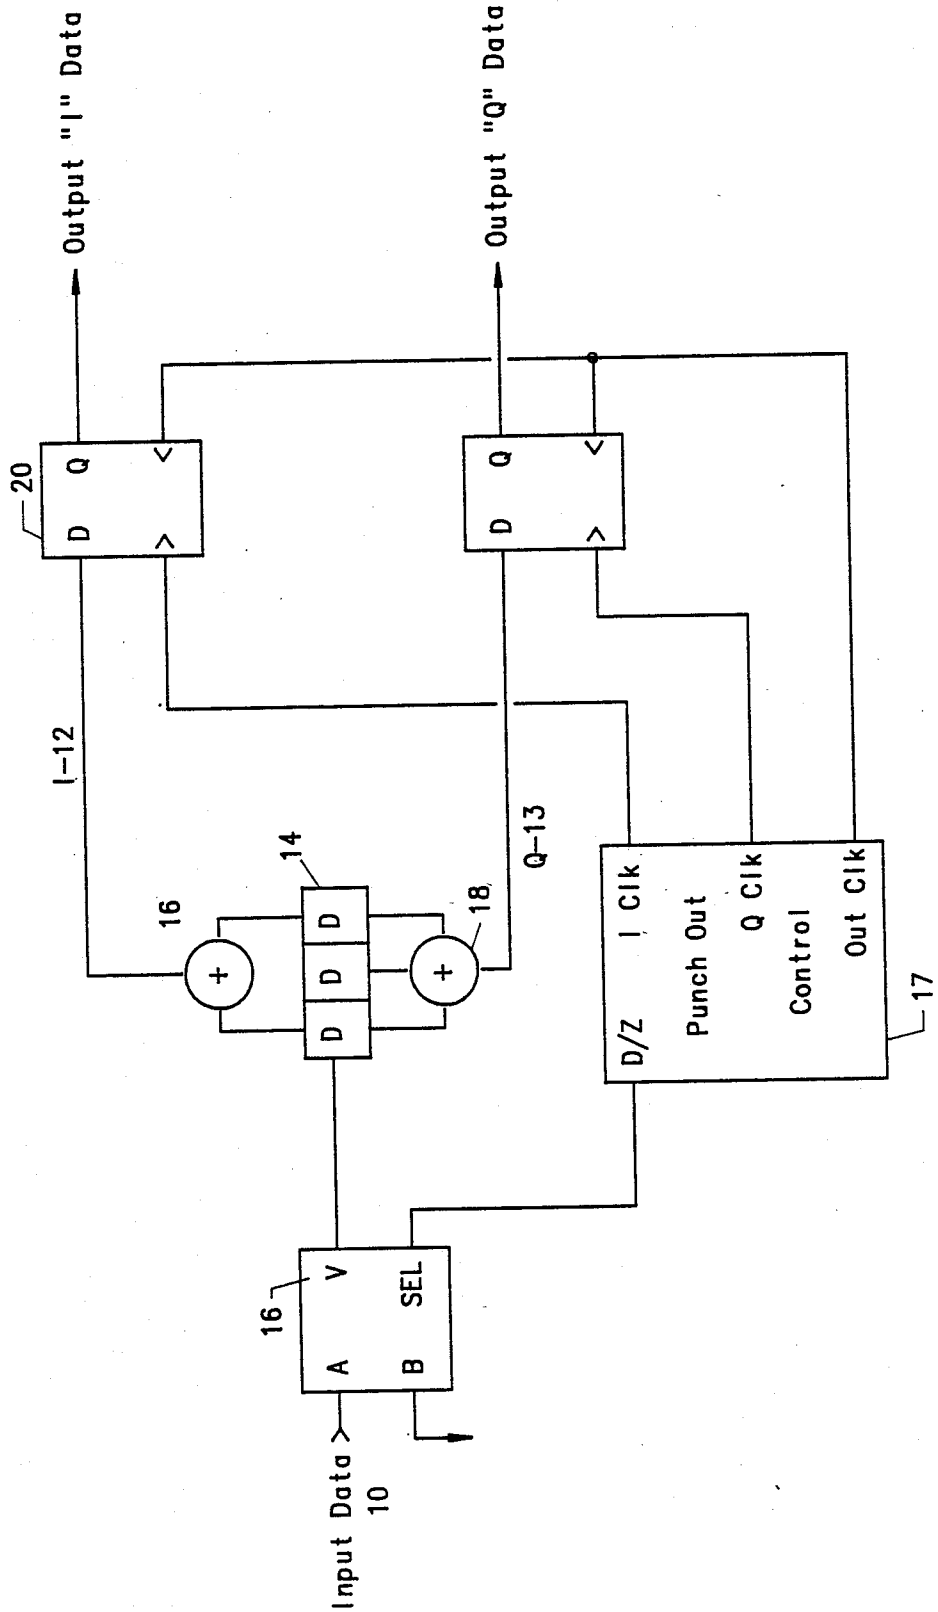 Input Data >
10
16
A V
B SEL
14
D D D
16
+
+
18
I-12
Q-13
D/Z I Clk
Punch Out
Q Clk
Control
Out Clk
17
20
D Q
> <
D Q
> <
Output "I" Data
Output "Q" Data